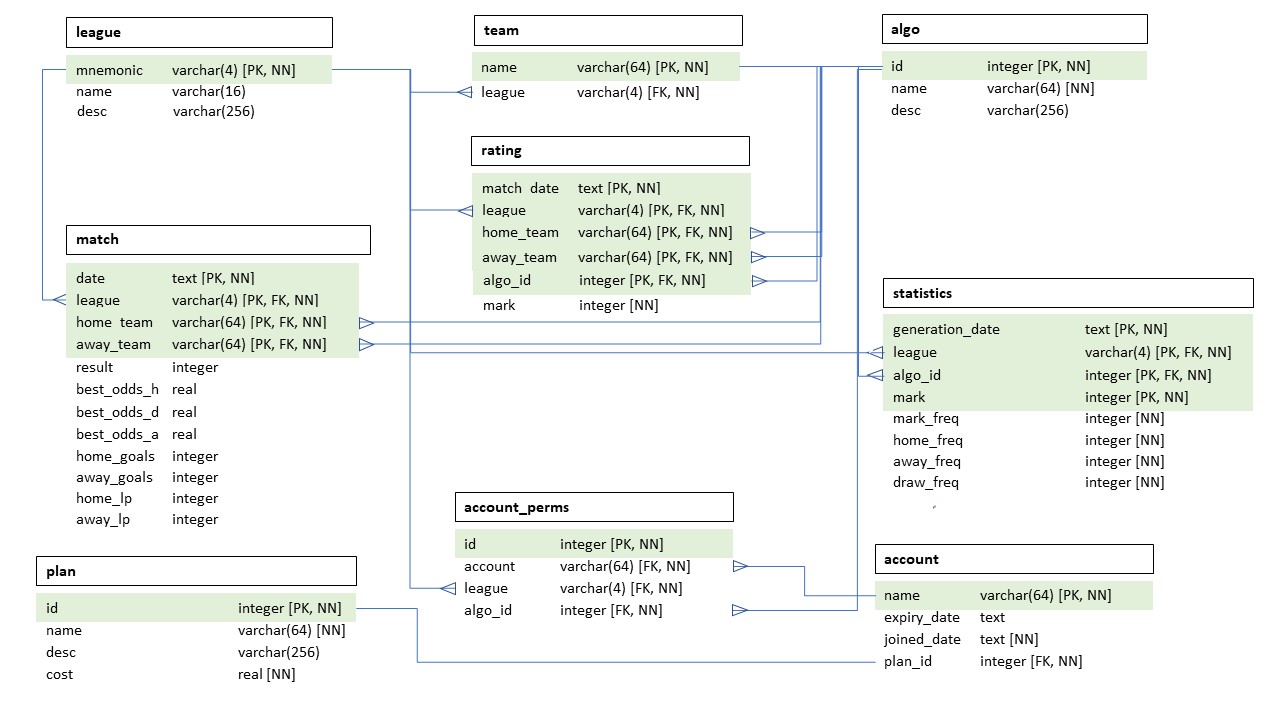 league
mnemonic varchar(4) [PK, NN]
name varchar(16)
desc varchar(256)
team
name varchar(64) [PK, NN]
league varchar(4) [FK, NN]
algo
id integer [PK, NN]
name varchar(64) [NN]
desc varchar(256)
rating
match_date text [PK, NN]
league varchar(4) [PK, FK, NN]
home_team varchar(64) [PK, FK, NN]
away_team varchar(64) [PK, FK, NN]
algo_id integer [PK, FK, NN]
mark integer [NN]
match
date text [PK, NN]
league varchar(4) [PK, FK, NN]
home_team varchar(64) [PK, FK, NN]
away_team varchar(64) [PK, FK, NN]
result integer
best_odds_h real
best_odds_d real
best_odds_a real
home_goals integer
away_goals integer
home_lp integer
away_lp integer
statistics
generation_date text [PK, NN]
league varchar(4) [PK, FK, NN]
algo_id integer [PK, FK, NN]
mark integer [PK, NN]
mark_freq integer [NN]
home_freq integer [NN]
away_freq integer [NN]
draw_freq integer [NN]
account_perms
id integer [PK, NN]
account varchar(64) [FK, NN]
league varchar(4) [FK, NN]
algo_id integer [FK, NN]
plan
id integer [PK, NN]
name varchar(64) [NN]
desc varchar(256)
cost real [NN]
account
name varchar(64) [PK, NN]
expiry_date text
joined_date text [NN]
plan_id integer [FK, NN]